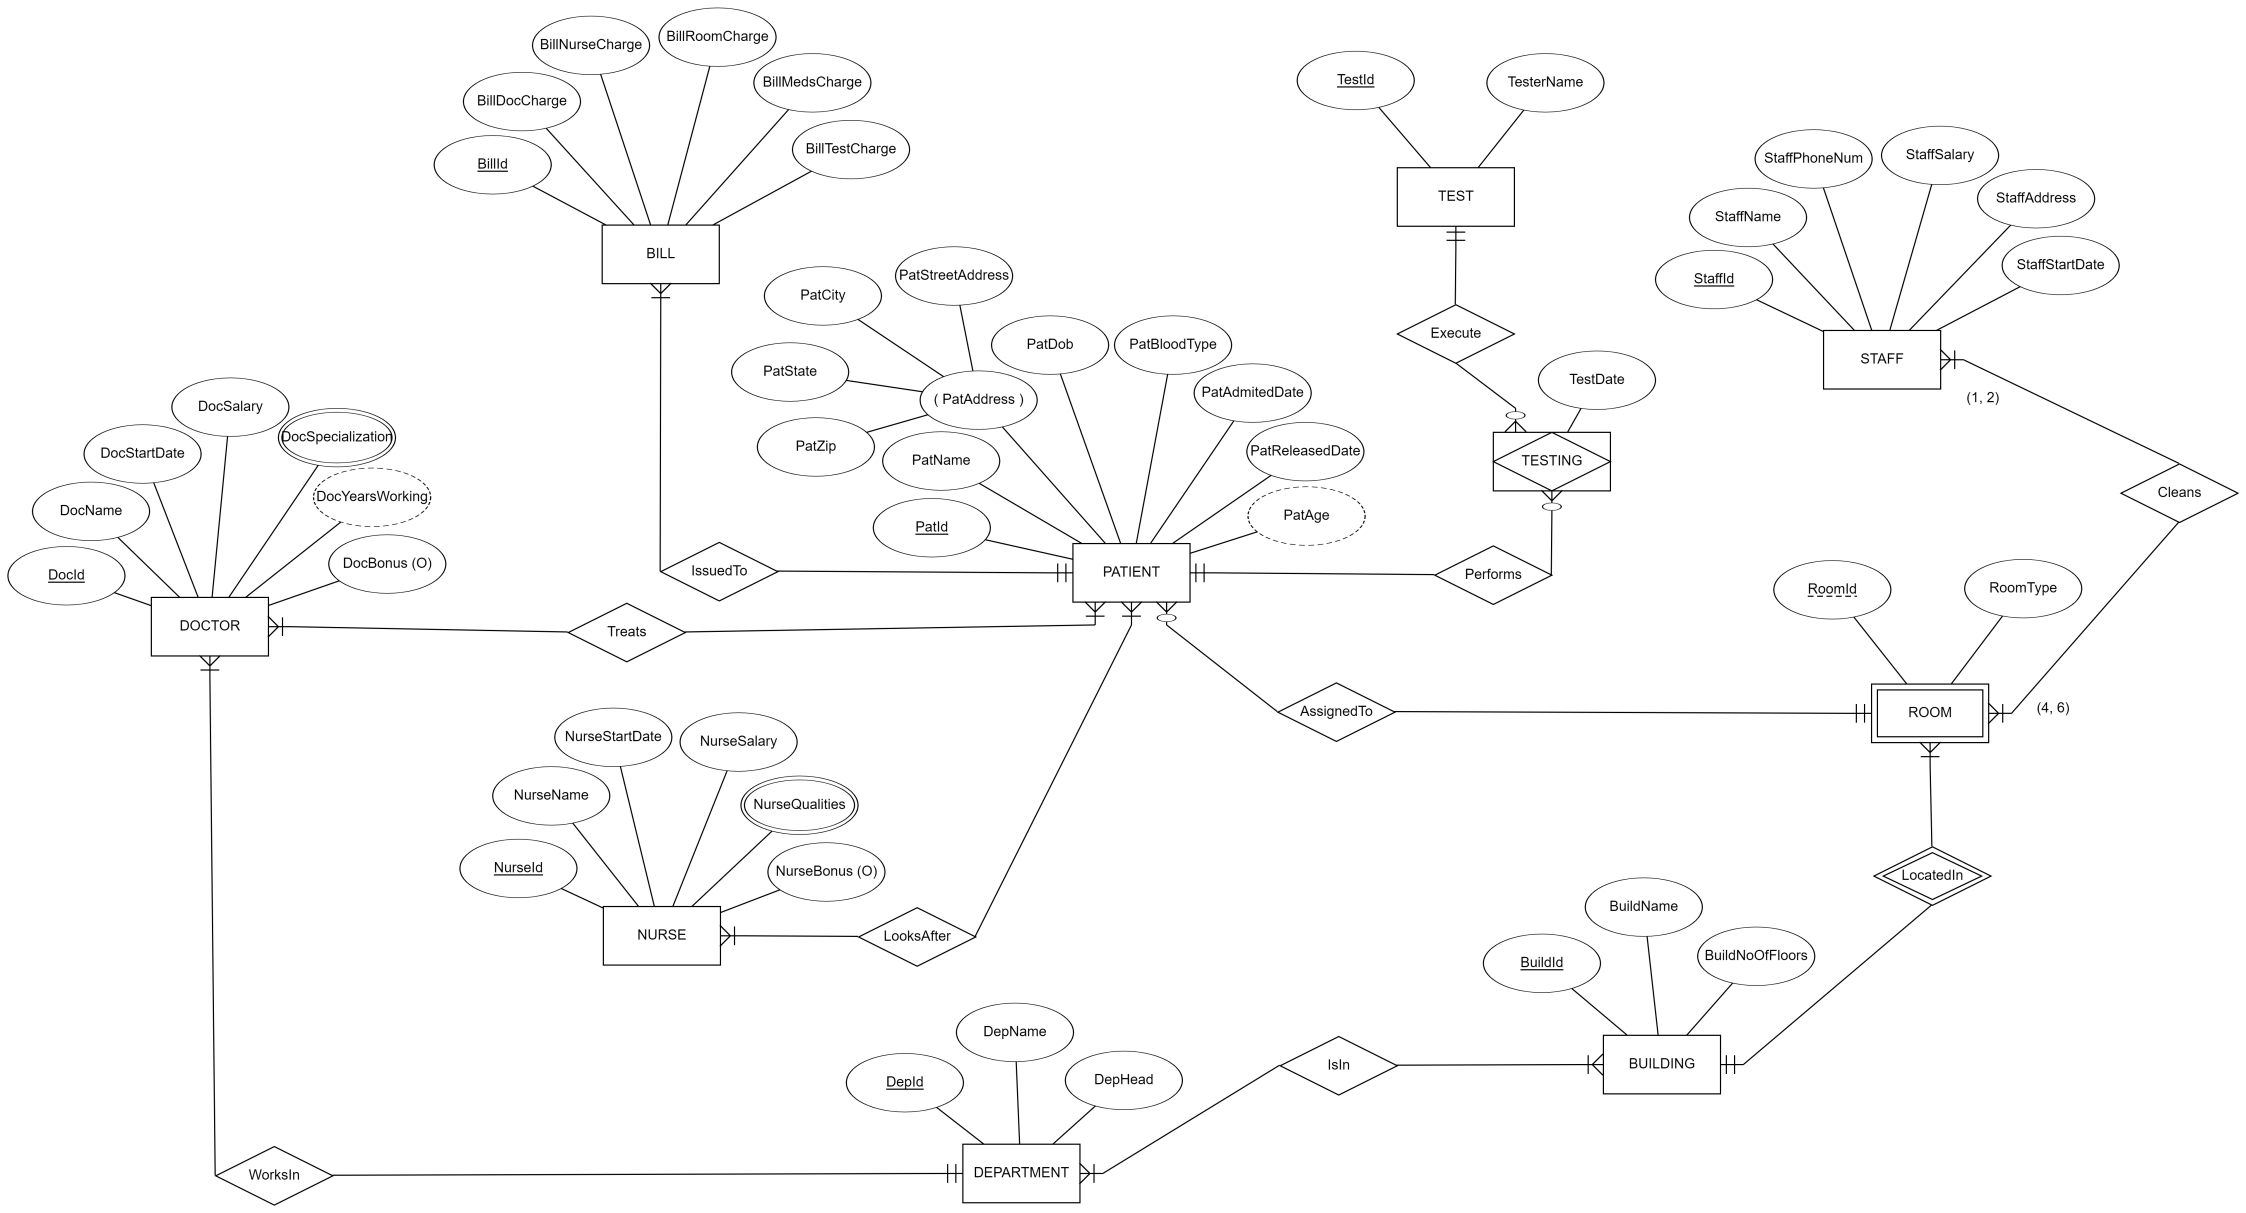 BillNurseCharge
BillRoomCharge
BillDocCharge
BillMedsCharge
BillId
BillTestCharge
BILL
TestId
TesterName
TEST
Execute
TestDate
TESTING
Performs
StaffPhoneNum
StaffSalary
StaffName
StaffAddress
StaffId
StaffStartDate
STAFF
(1, 2)
Cleans
(4, 6)
PatStreetAddress
PatCity
PatState
( PatAddress )
PatZip
PatDob
PatBloodType
PatAdmitedDate
PatName
PatReleasedDate
PatId
PatAge
PATIENT
IssuedTo
DocSalary
DocSpecialization
DocStartDate
DocYearsWorking
DocName
DocBonus (O)
DocId
DOCTOR
Treats
RoomId
RoomType
ROOM
AssignedTo
NurseStartDate
NurseSalary
NurseName
NurseQualities
NurseId
NurseBonus (O)
NURSE
LooksAfter
LocatedIn
BuildName
BuildId
BuildNoOfFloors
BUILDING
IsIn
DepName
DepId
DepHead
DEPARTMENT
WorksIn